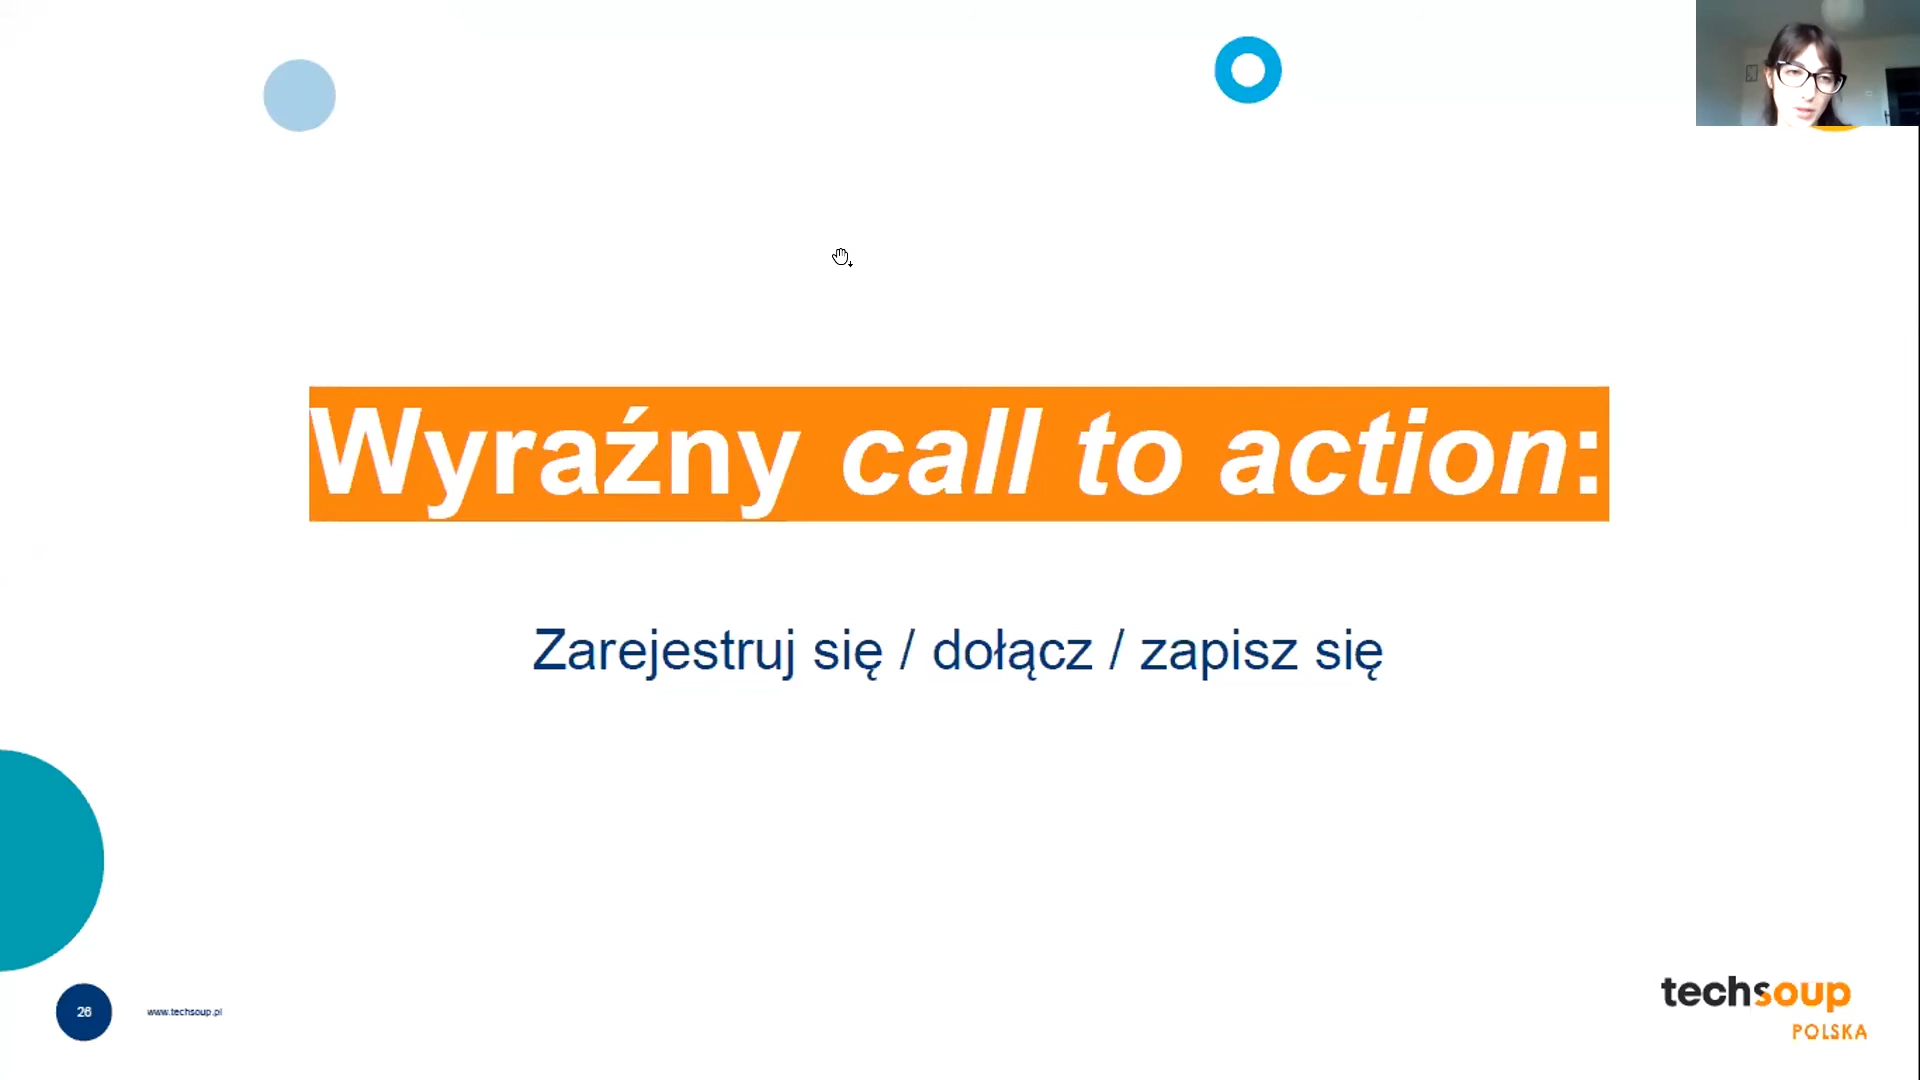 Wyraźny call to action:
Zarejestruj się / dołącz / zapisz się
26
www.techsoup.pl
techsoup
POLSKA